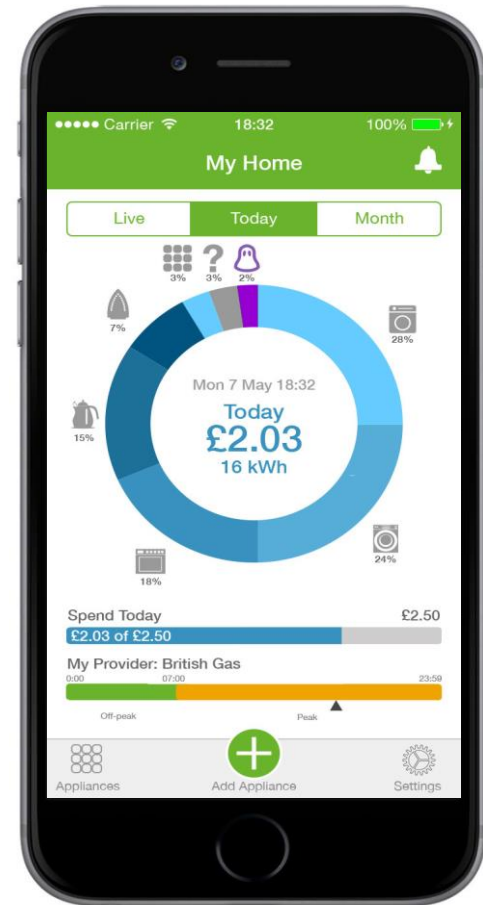 Carrier 18:32 100%
My Home
Live Today Month
?
3% 3% 2%
7%
28%
Mon 7 May 18:32
Today
£2.03
16 kWh
15%
24%
18%
Spend Today £2.50
£2.03 of £2.50
My Provider: British Gas
0:00 07:00 23:59
Off-peak Peak
Appliances Add Appliance Settings